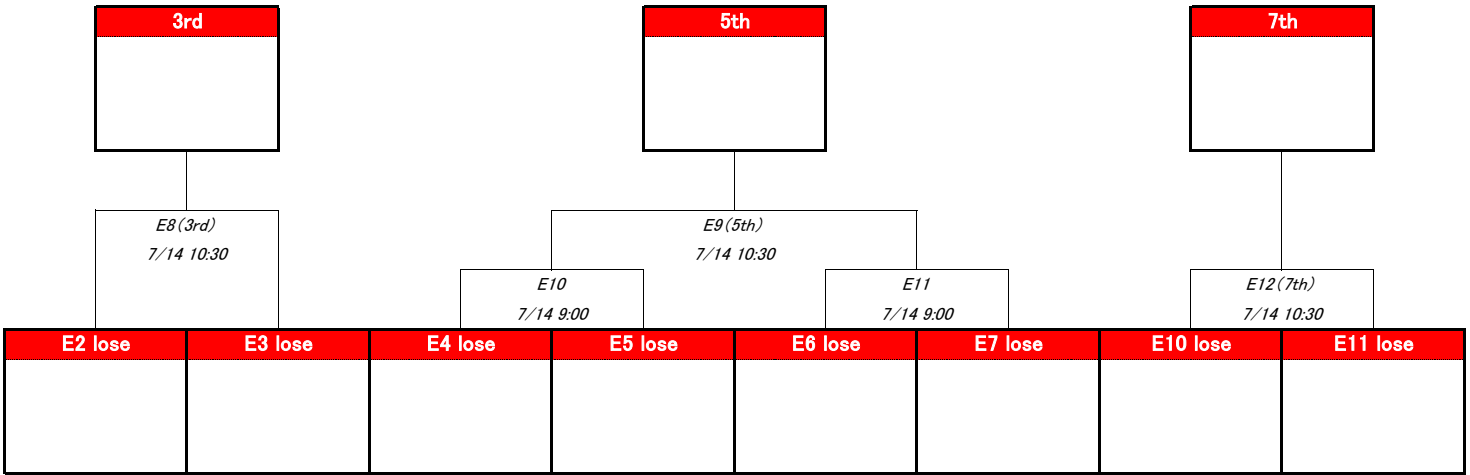 3rd
5th
7th
E8(3rd)
7/14 10:30
E9(5th)
7/14 10:30
E10
7/14 9:00
E11
7/14 9:00
E12(7th)
7/14 10:30
E2 lose
E3 lose
E4 lose
E5 lose
E6 lose
E7 lose
E10 lose
E11 lose